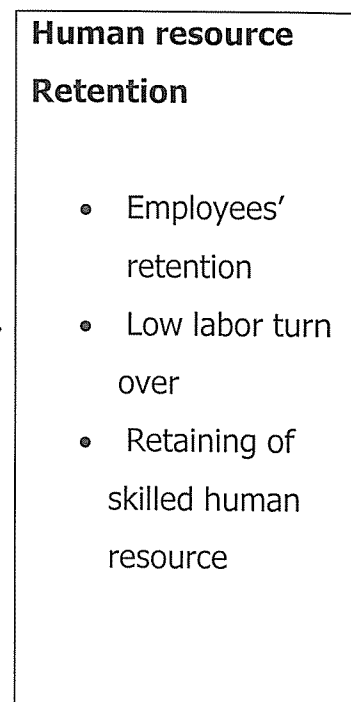 Human resource
Retention
• Employees'
retention
• Low labor turn
over
• Retaining of
skilled human
resource